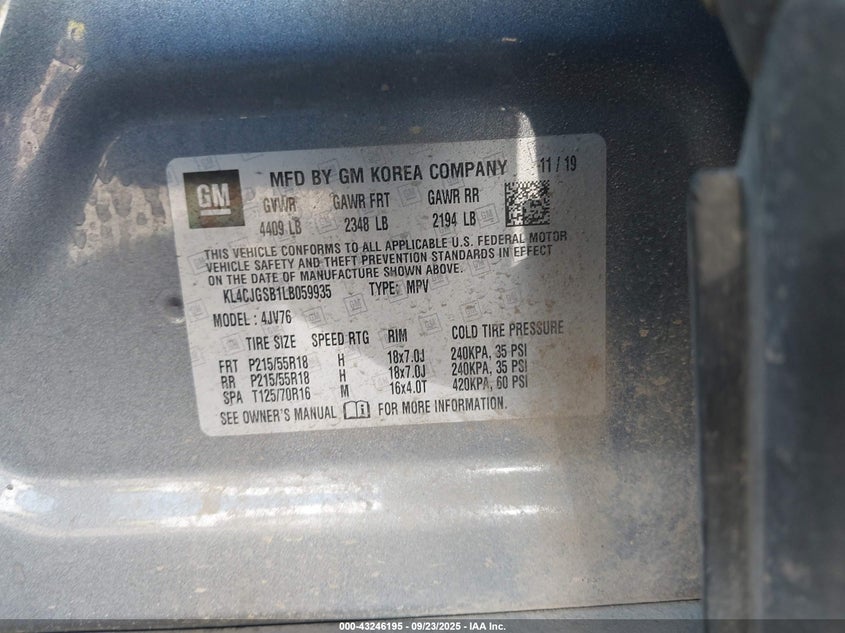 GM
MFD BY GM KOREA COMPANY 11 / 19
GVWR GAWR FRT GAWR RR
4409 LB 2348 LB 2194 LB
THIS VEHICLE CONFORMS TO ALL APPLICABLE U.S. FEDERAL MOTOR
VEHICLE SAFETY AND THEFT PREVENTION STANDARDS IN EFFECT
ON THE DATE OF MANUFACTURE SHOWN ABOVE.
KL4CJGSB1LB059935 TYPE: MPV
MODEL : 4JV76
TIRE SIZE SPEED RTG RIM COLD TIRE PRESSURE
FRT P215/55R18 H 18x7.0J 240KPA, 35 PSI
RR P215/55R18 H 18x7.0J 240KPA, 35 PSI
SPA T125/70R16 M 16x4.0T 420KPA, 60 PSI
SEE OWNER'S MANUAL FOR MORE INFORMATION.
000-43246195 - 09/23/2025 - IAA Inc.